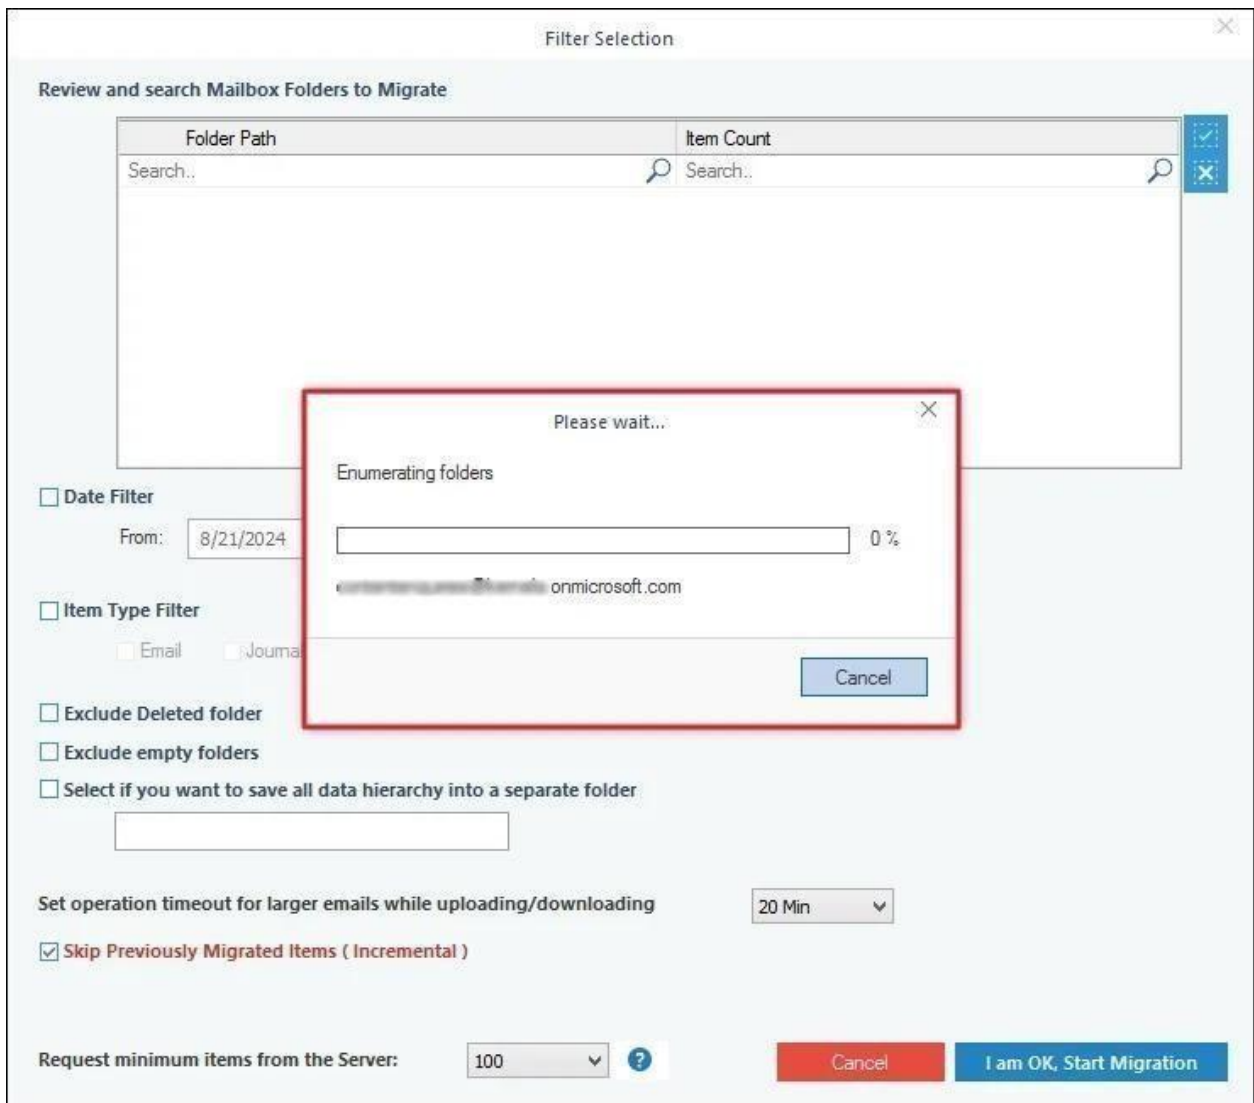 Filter Selection
Review and search Mailbox Folders to Migrate
Folder Path Item Count
Search.. Search..
Please wait...
Enumerating folders
0 %
onmicrosoft.com
Cancel
Date Filter
From: 8/21/2024
Item Type Filter
Email Journa
Exclude Deleted folder
Exclude empty folders
Select if you want to save all data hierarchy into a separate folder
Set operation timeout for larger emails while uploading/downloading 20 Min
Skip Previously Migrated Items ( Incremental )
Request minimum items from the Server: 100 ? Cancel I am OK, Start Migration